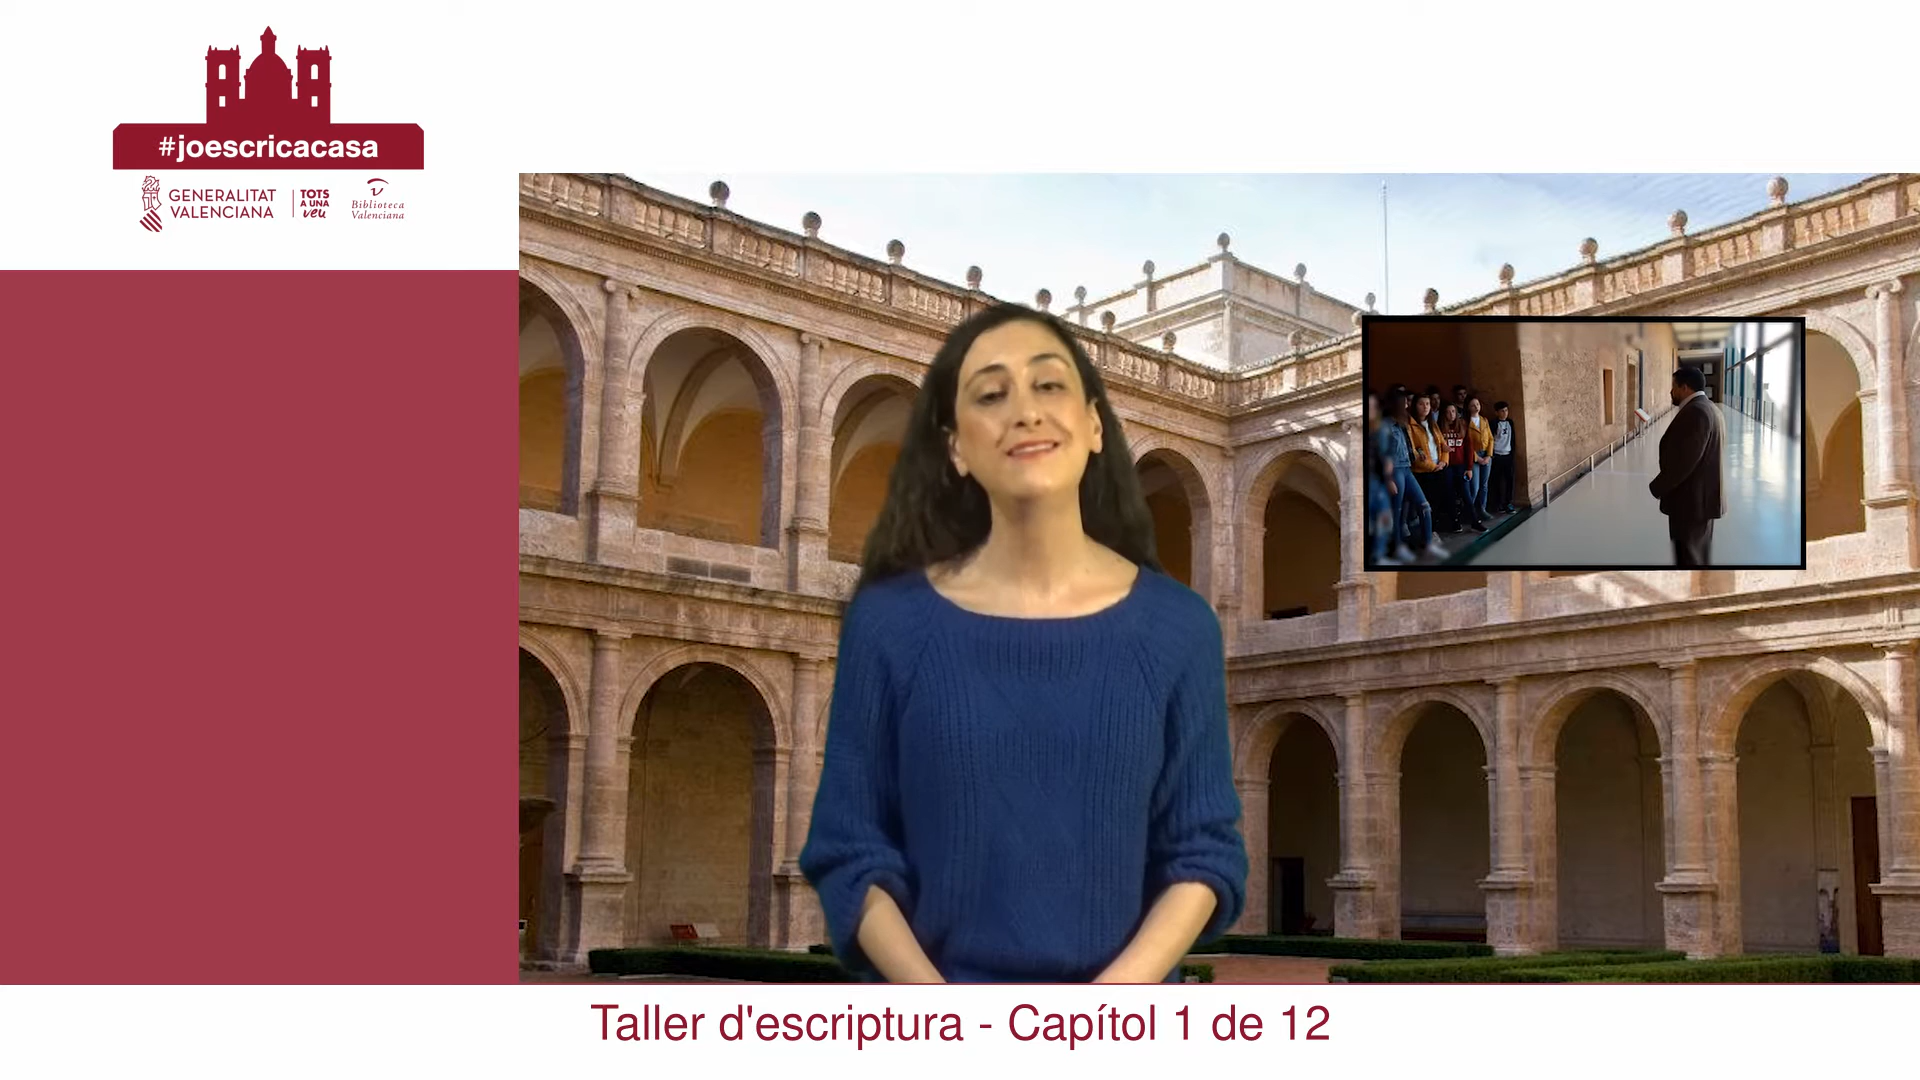 #joescricacasa
GENERALITAT
VALENCIANA
TOTS
A UNA
veu
Biblioteca
Valenciana
Taller d'escriptura - Capítol 1 de 12